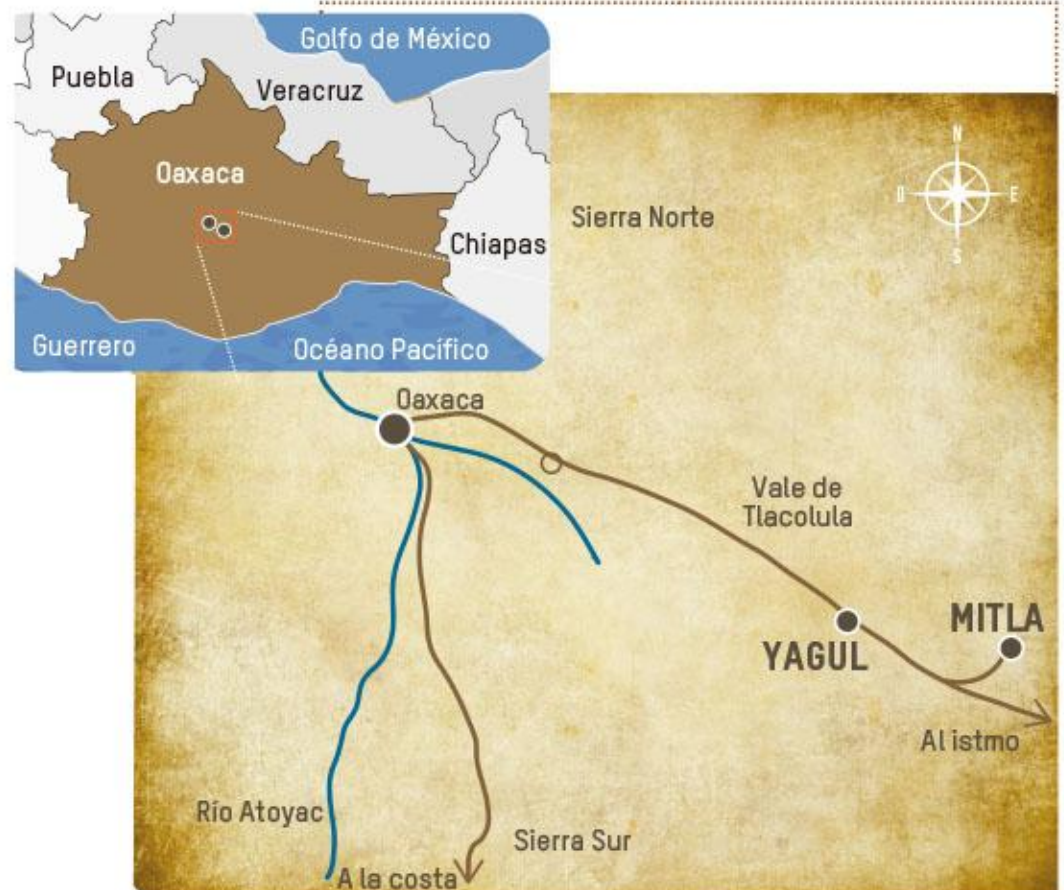 Golfo de México
Puebla
Veracruz
Oaxaca
Chiapas
Guerrero
Océano Pacífico
N
O
E
S
Sierra Norte
Oaxaca
Vale de
Tlacolula
MITLA
YAGUL
Al istmo
Río Atoyac
Sierra Sur
A la costa